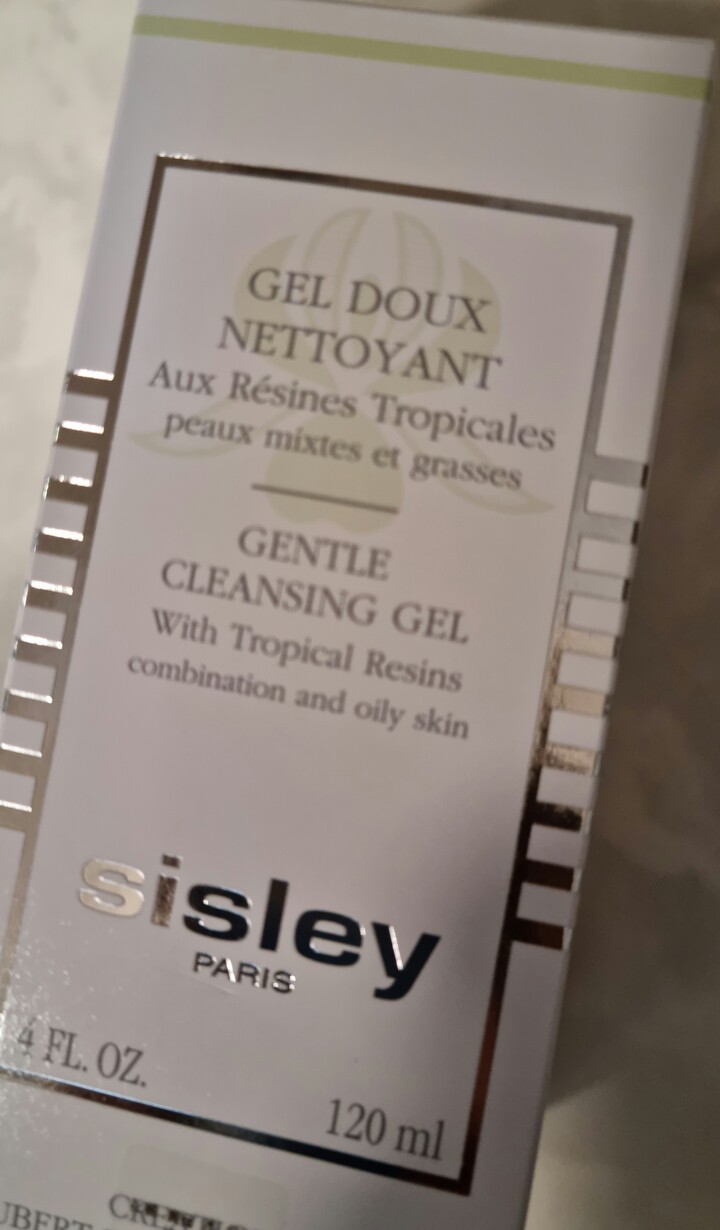 GEL DOUX
NETTOYANT
Aux Résines Tropicales
peaux mixtes et grasses
GENTLE
CLEANSING GEL
With Tropical Resins
combination and oily skin
sisley
PARIS
4 FL. OZ.
120 ml